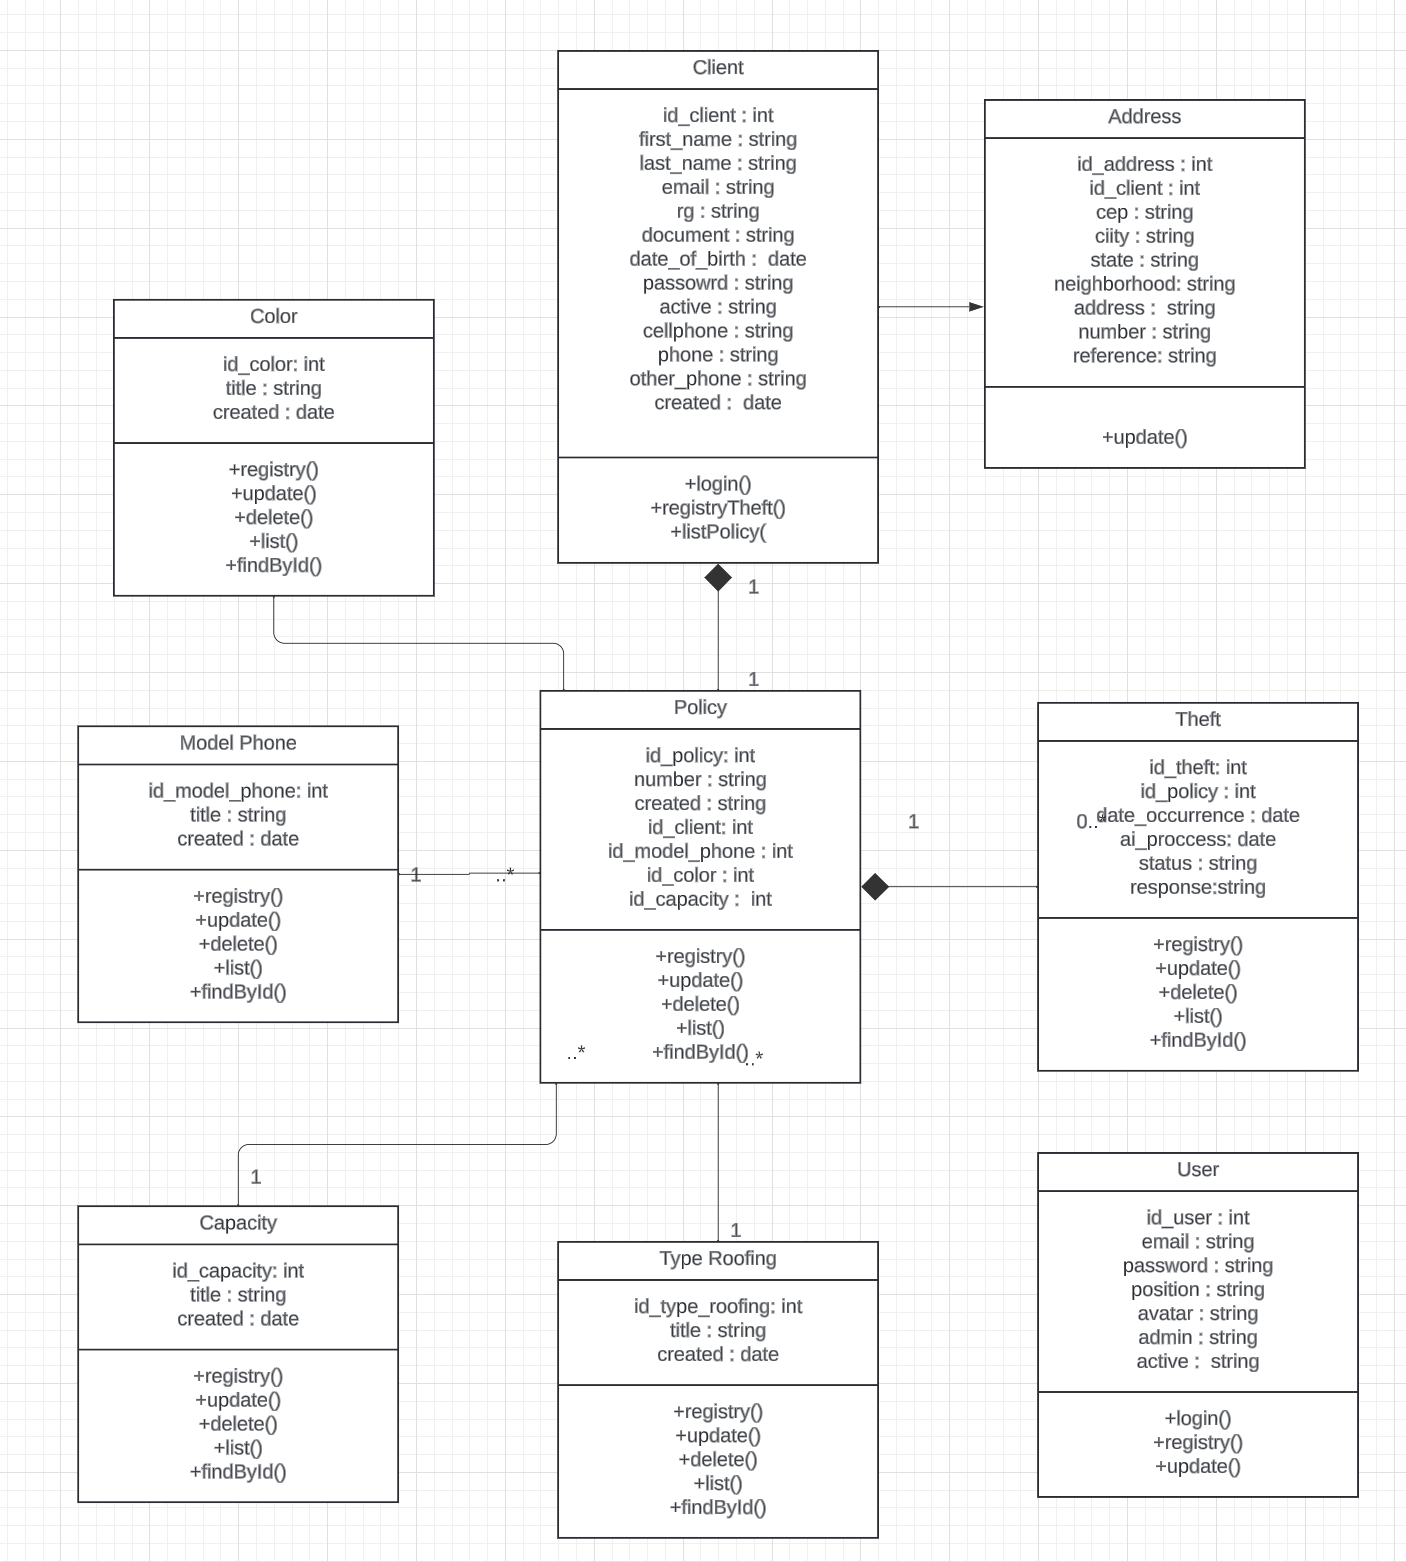 Client
id_client : int
first_name : string
last_name : string
email : string
rg : string
document : string
date_of_birth :  date
passowrd : string
active : string
cellphone : string
phone : string
other_phone : string
created :  date
+login()
+registryTheft()
+listPolicy(
1
1
Address
id_address : int
id_client : int
cep : string
ciity : string
state : string
neighborhood: string
address :  string
number : string
reference: string
+update()
Color
id_color: int
title : string
created : date
+registry()
+update()
+delete()
+list()
+findById()
Model Phone
id_model_phone: int
title : string
created : date
+registry()
+update()
+delete()
+list()
+findById()
1
..*
Policy
id_policy: int
number : string
created : string
id_client: int
id_model_phone : int
id_color : int
id_capacity :  int
+registry()
+update()
+delete()
+list()
+findById()
..*
..*
1
0..*
Theft
id_theft: int
id_policy : int
date_occurrence : date
ai_proccess: date
status : string
response:string
+registry()
+update()
+delete()
+list()
+findById()
1
Capacity
id_capacity: int
title : string
created : date
+registry()
+update()
+delete()
+list()
+findById()
1
Type Roofing
id_type_roofing: int
title : string
created : date
+registry()
+update()
+delete()
+list()
+findById()
User
id_user : int
email : string
password : string
position : string
avatar : string
admin : string
active :  string
+login()
+registry()
+update()